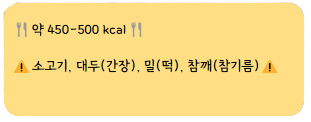 🍴 약 450-500 kcal 🍴
⚠️ 소고기, 대두(간장), 밀(떡), 참깨(참기름) ⚠️